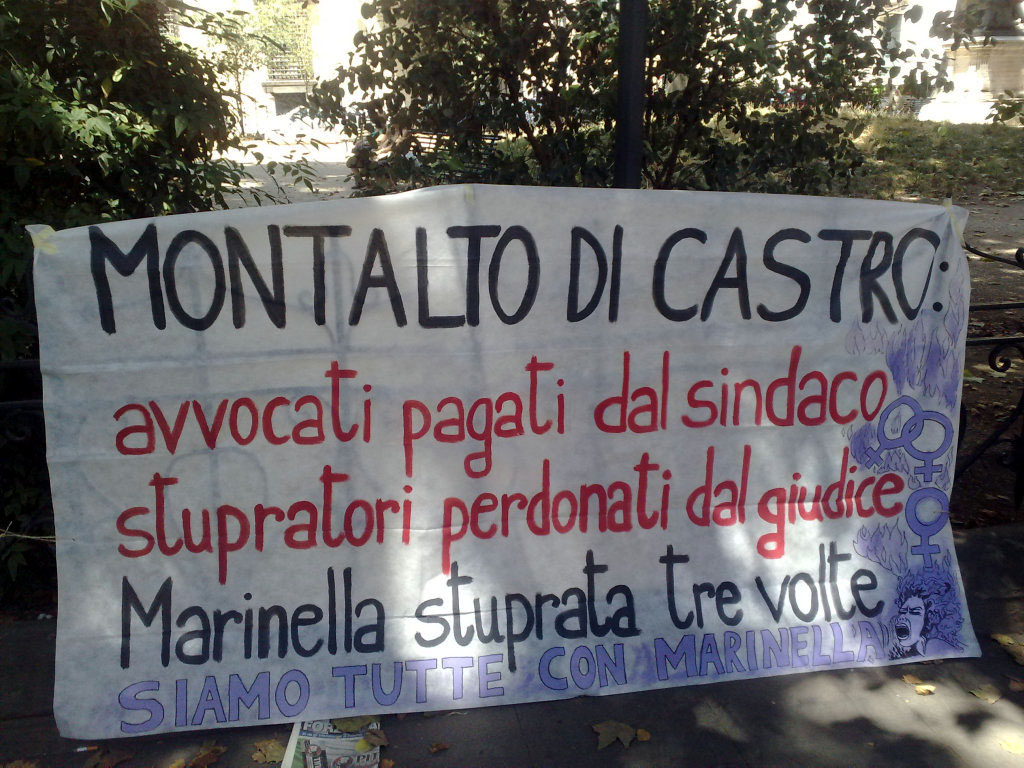 MONTALTO DI CASTRO:
avvocati pagati dal sindaco
stupratori perdonati dal giudice
Marinella stuprata tre volte
SIAMO TUTTE CON MARINELLA